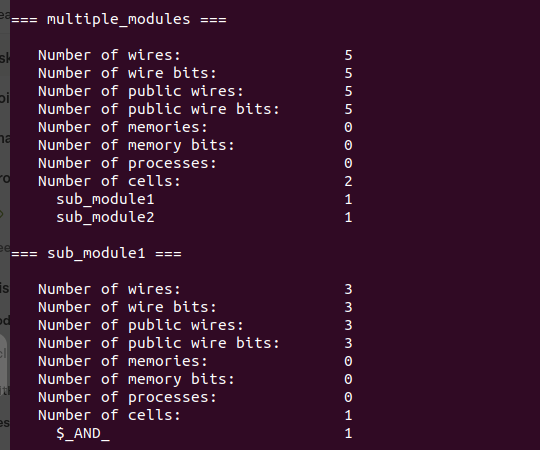 === multiple_modules ===
Number of wires: 5
Number of wire bits: 5
Number of public wires: 5
Number of public wire bits: 5
Number of memories: 0
Number of memory bits: 0
Number of processes: 0
Number of cells: 2
sub_module1 1
sub_module2 1
=== sub_module1 ===
Number of wires: 3
Number of wire bits: 3
Number of public wires: 3
Number of public wire bits: 3
Number of memories: 0
Number of memory bits: 0
Number of processes: 0
Number of cells: 1
$_AND_ 1